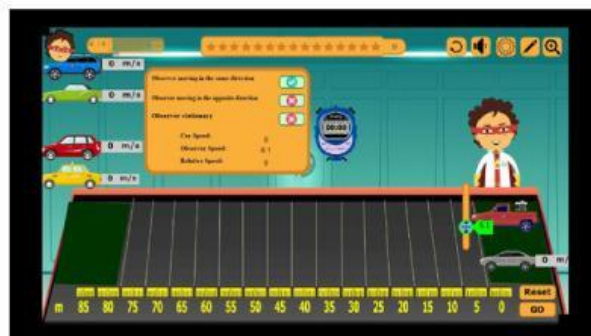 0 m/s
0 m/s
Observer moving in the same direction
Observer moving in the opposite direction
Observer stationary
Car Speed: 0
Observer Speed: 0.1
Relative Speed: 0
00:00
0 m/s
0 m/s
0 m/
Reset
m 85 80 75 70 65 60 55 50 45 40 35 30 25 20 15 10 5 0
GO